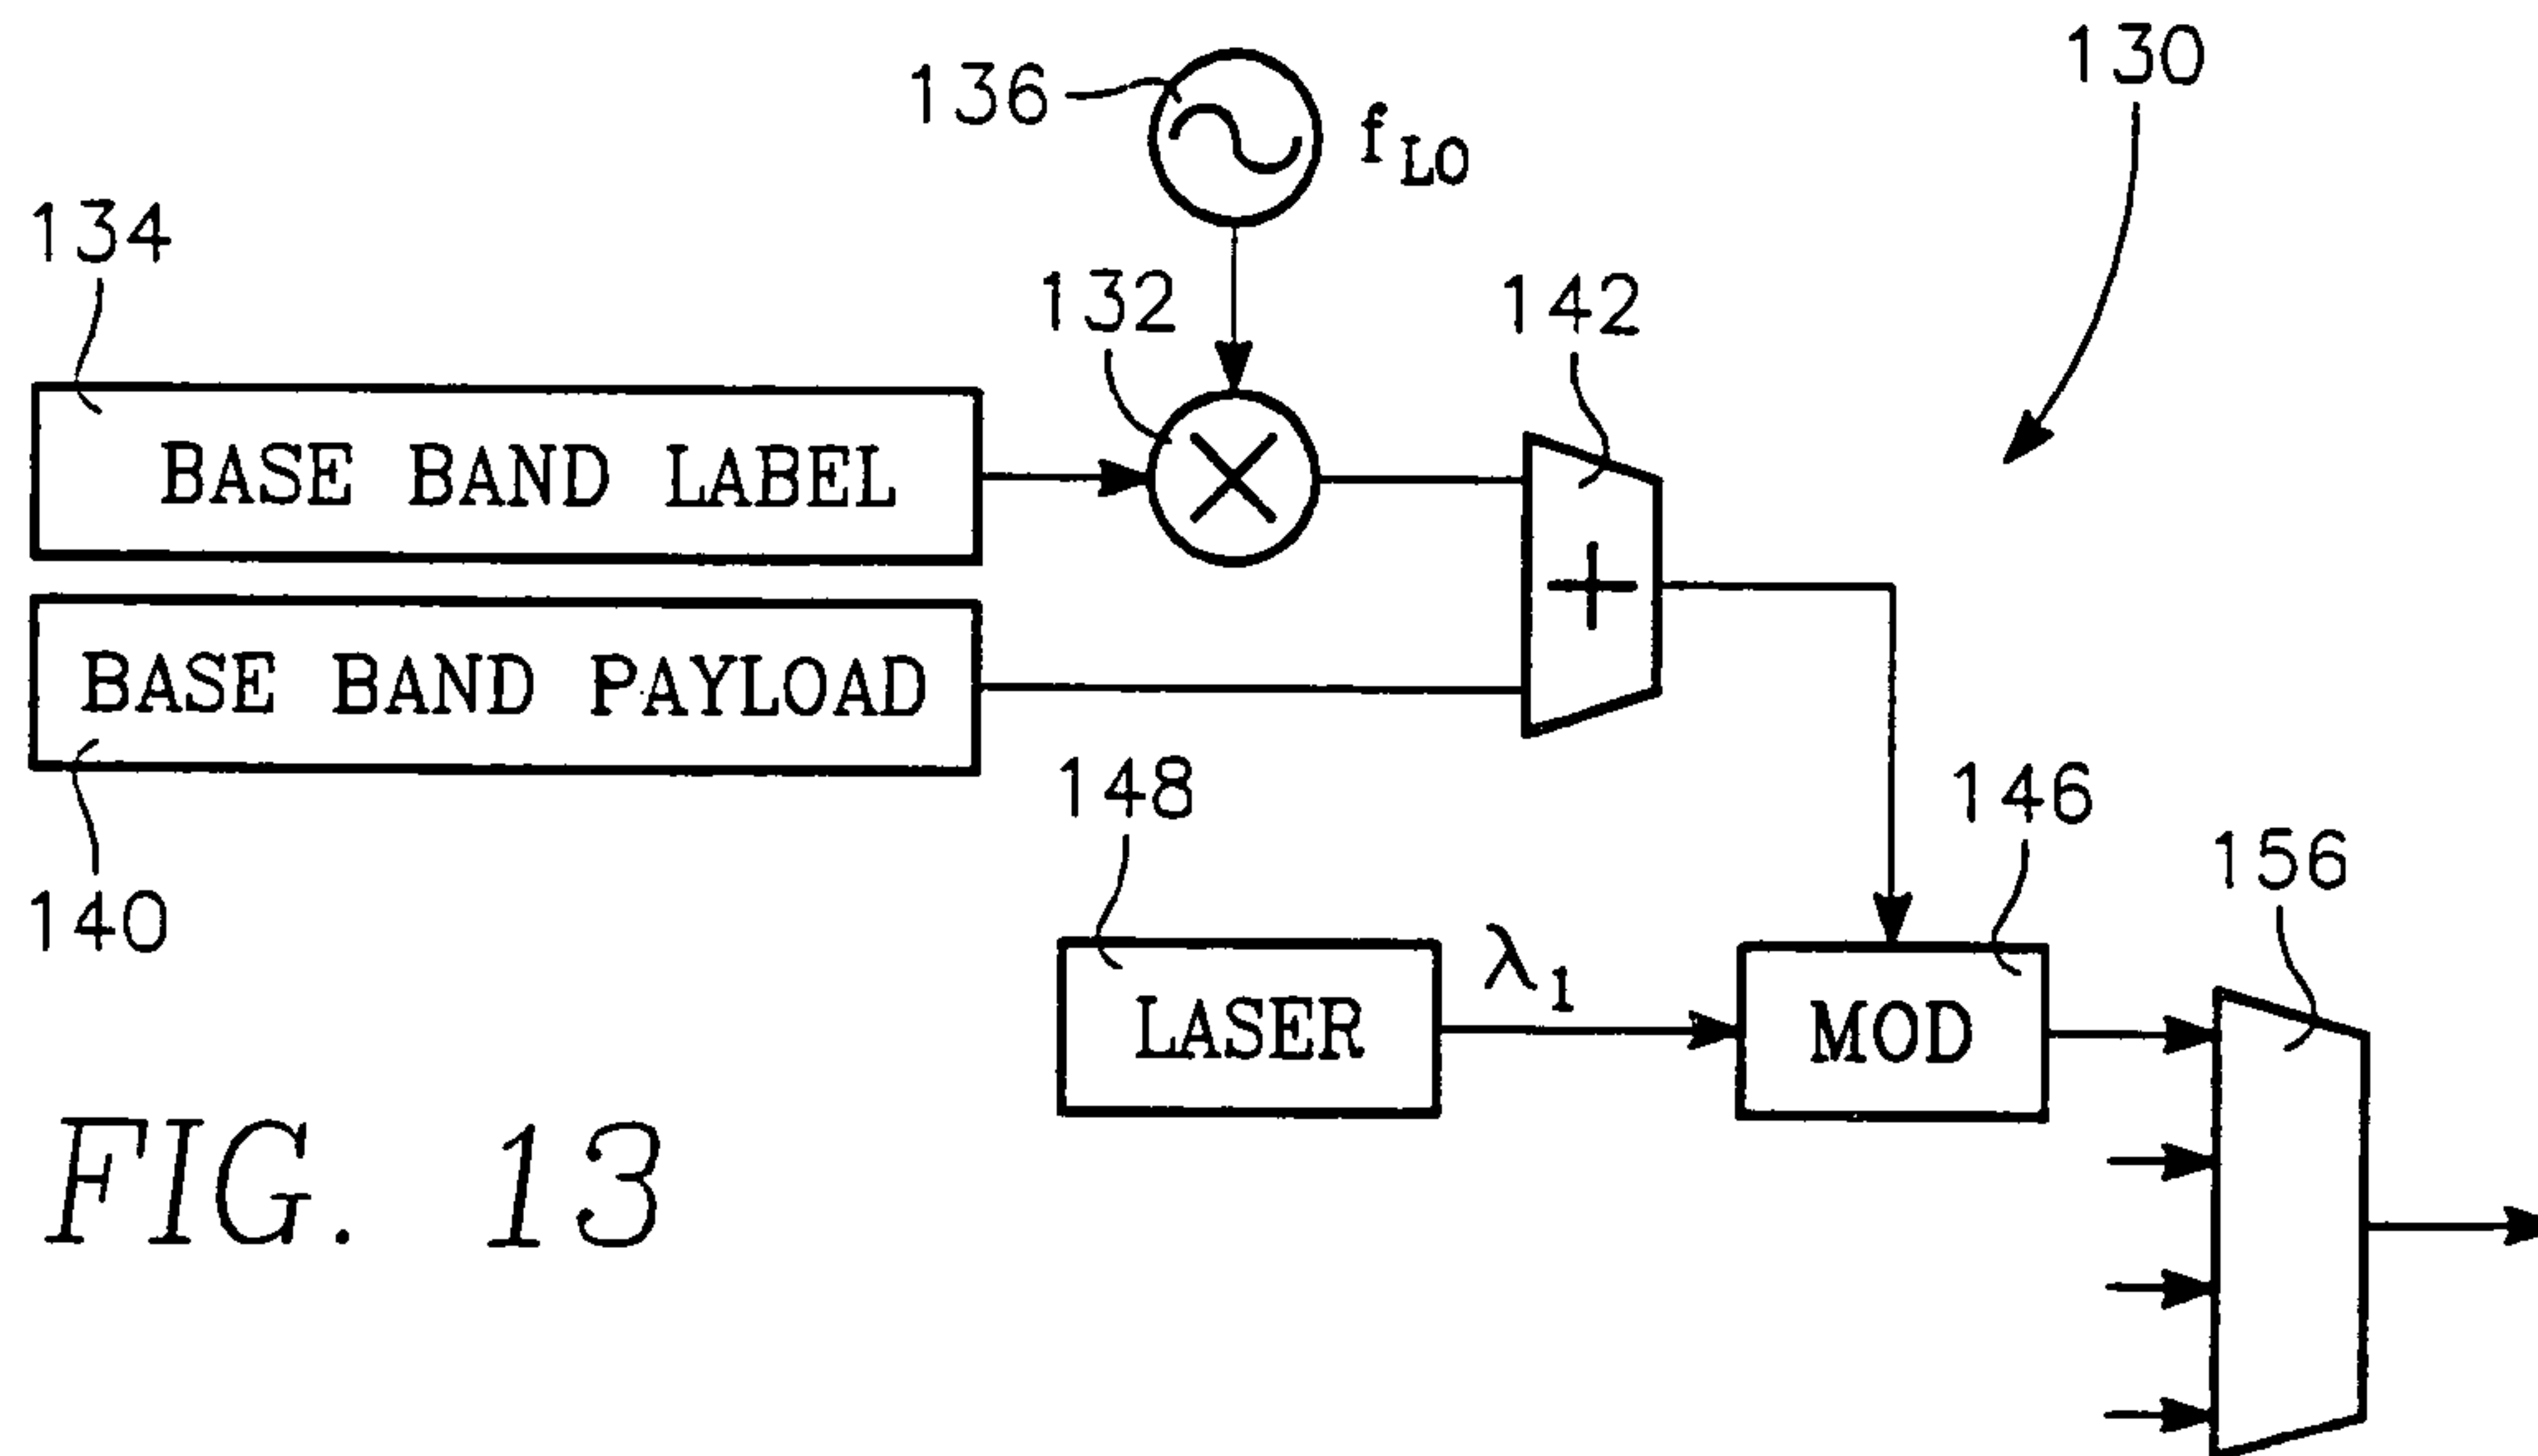 130
136
f LO
134
132
142
BASE BAND LABEL
+
BASE BAND PAYLOAD
140
148
146
156
LASER
λ1
MOD
FIG. 13